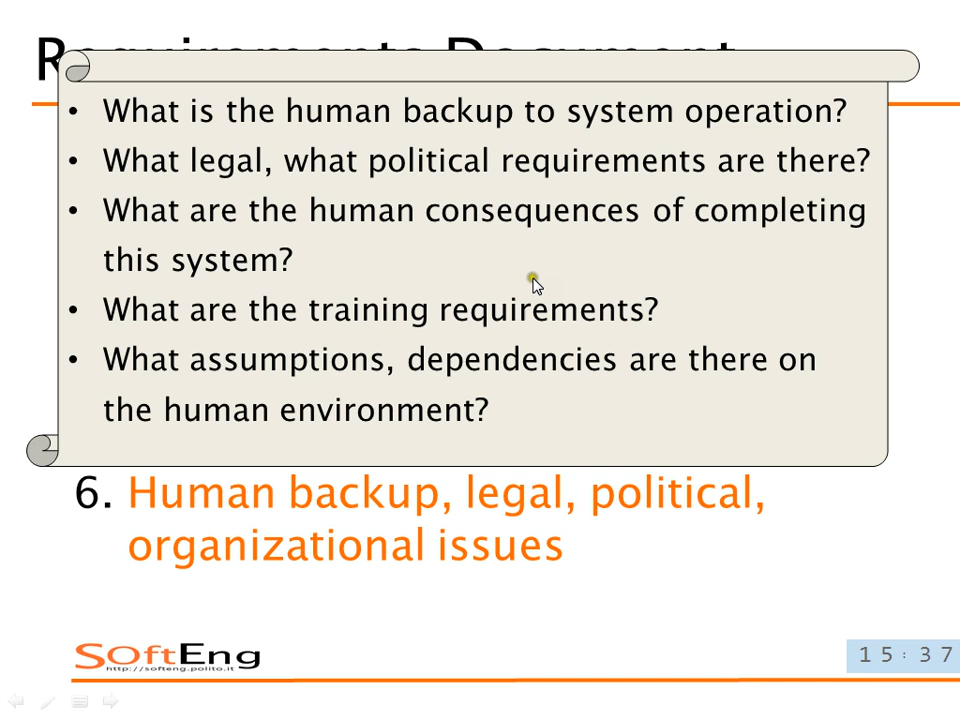 Requirements Document
• What is the human backup to system operation?
• What legal, what political requirements are there?
• What are the human consequences of completing
this system?
• What are the training requirements?
• What assumptions, dependencies are there on
the human environment?
6. Human backup, legal, political,
organizational issues
SOftEng
http://softeng.polito.it
15:37